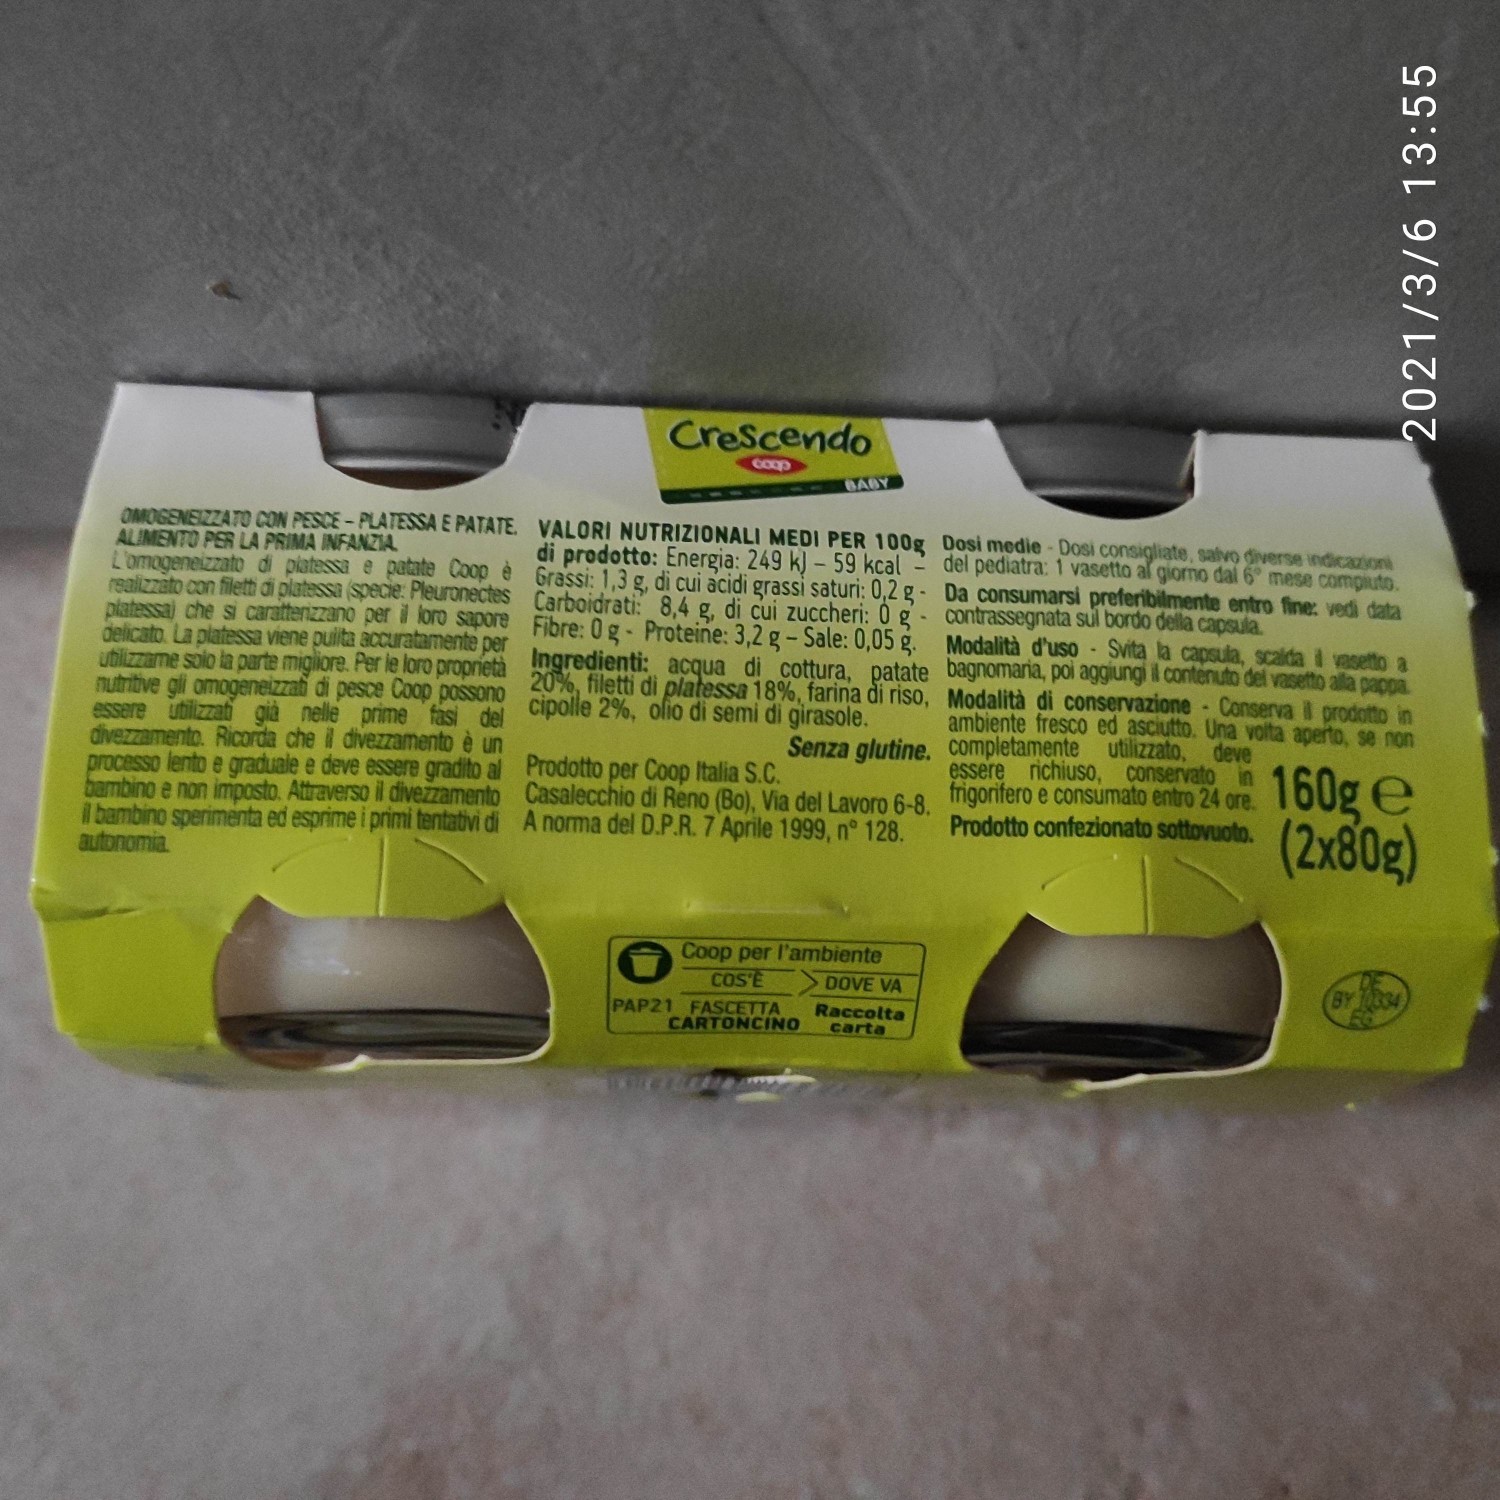 2021/3/6 13:55
Crescendo
coop
BABY
OMOGENEIZZATO CON PESCE – PLATESSA E PATATE.
ALIMENTO PER LA PRIMA INFANZIA.
L'omogeneizzato di platessa e patate Coop è
realizzato con filetti di platessa (specie: Pleuronectes
platessa) che si caratterizzano per il loro sapore
delicato. La platessa viene pulita accuratamente per
utilizzarne solo la parte migliore. Per le loro proprietà
nutritive gli omogeneizzati di pesce Coop possono
essere utilizzati già nelle prime fasi del
divezzamento. Ricorda che il divezzamento è un
processo lento e graduale e deve essere gradito al
bambino e non imposto. Attraverso il divezzamento
il bambino sperimenta ed esprime i primi tentativi di
autonomia.
VALORI NUTRIZIONALI MEDI PER 100g
di prodotto: Energia: 249 kJ – 59 kcal –
Grassi: 1,3 g, di cui acidi grassi saturi: 0,2 g -
Carboidrati: 8,4 g, di cui zuccheri: 0 g -
Fibre: 0 g - Proteine: 3,2 g – Sale: 0,05 g.
Ingredienti: acqua di cottura, patate
20%, filetti di platessa 18%, farina di riso,
cipolle 2%, olio di semi di girasole.
Senza glutine.
Prodotto per Coop Italia S.C.
Casalecchio di Reno (Bo), Via del Lavoro 6-8.
A norma del D.P.R. 7 Aprile 1999, n° 128.
Dosi medie - Dosi consigliate, salvo diverse indicazioni
del pediatra: 1 vasetto al giorno dal 6° mese compiuto.
Da consumarsi preferibilmente entro fine: vedi data
contrassegnata sul bordo della capsula.
Modalità d'uso - Svita la capsula, scalda il vasetto a
bagnomaria, poi aggiungi il contenuto del vasetto alla pappa.
Modalità di conservazione - Conserva il prodotto in
ambiente fresco ed asciutto. Una volta aperto, se non
completamente utilizzato, deve
essere richiuso, conservato in
frigorifero e consumato entro 24 ore.
Prodotto confezionato sottovuoto.
160g e
(2x80g)
Coop per l'ambiente
COS'È DOVE VA
PAP21 FASCETTA
CARTONCINO
Raccolta
carta
DE
BY 10334
EG